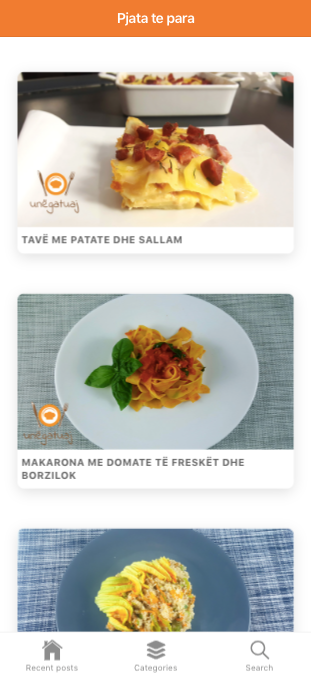 Pjata te para
unëgatuaj
TAVË ME PATATE DHE SALLAM
unëgatuaj
MAKARONA ME DOMATE TË FRESKËT DHE
BORZILOK
Recent posts
Categories
Search